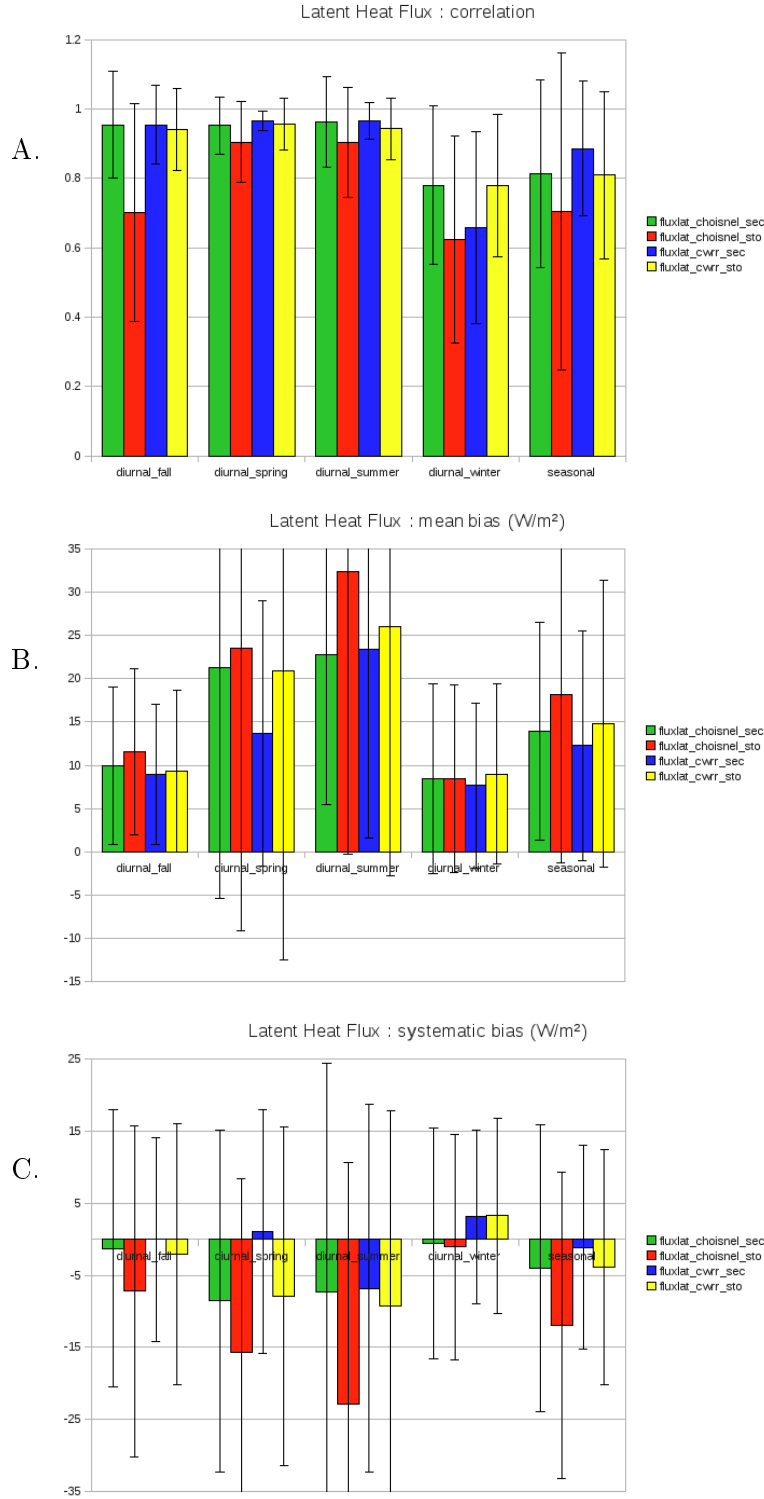 Latent Heat Flux : correlation
A.
1.2
1
0.8
0.6
0.4
0.2
0
diurnal_fall diurnal_spring diurnal_summer diurnal_winter seasonal
fluxlat_choisnel_sec
fluxlat_choisnel_sto
fluxlat_cwrr_sec
fluxlat_cwrr_sto
Latent Heat Flux : mean bias (W/m²)
B.
35
30
25
20
15
10
5
0
-5
-10
-15
diurnal_fall diurnal_spring diurnal_summer diurnal_winter seasonal
fluxlat_choisnel_sec
fluxlat_choisnel_sto
fluxlat_cwrr_sec
fluxlat_cwrr_sto
Latent Heat Flux : systematic bias (W/m²)
C.
25
15
5
-5
-15
-25
-35
diurnal_fall diurnal_spring diurnal_summer diurnal_winter seasonal
fluxlat_choisnel_sec
fluxlat_choisnel_sto
fluxlat_cwrr_sec
fluxlat_cwrr_sto